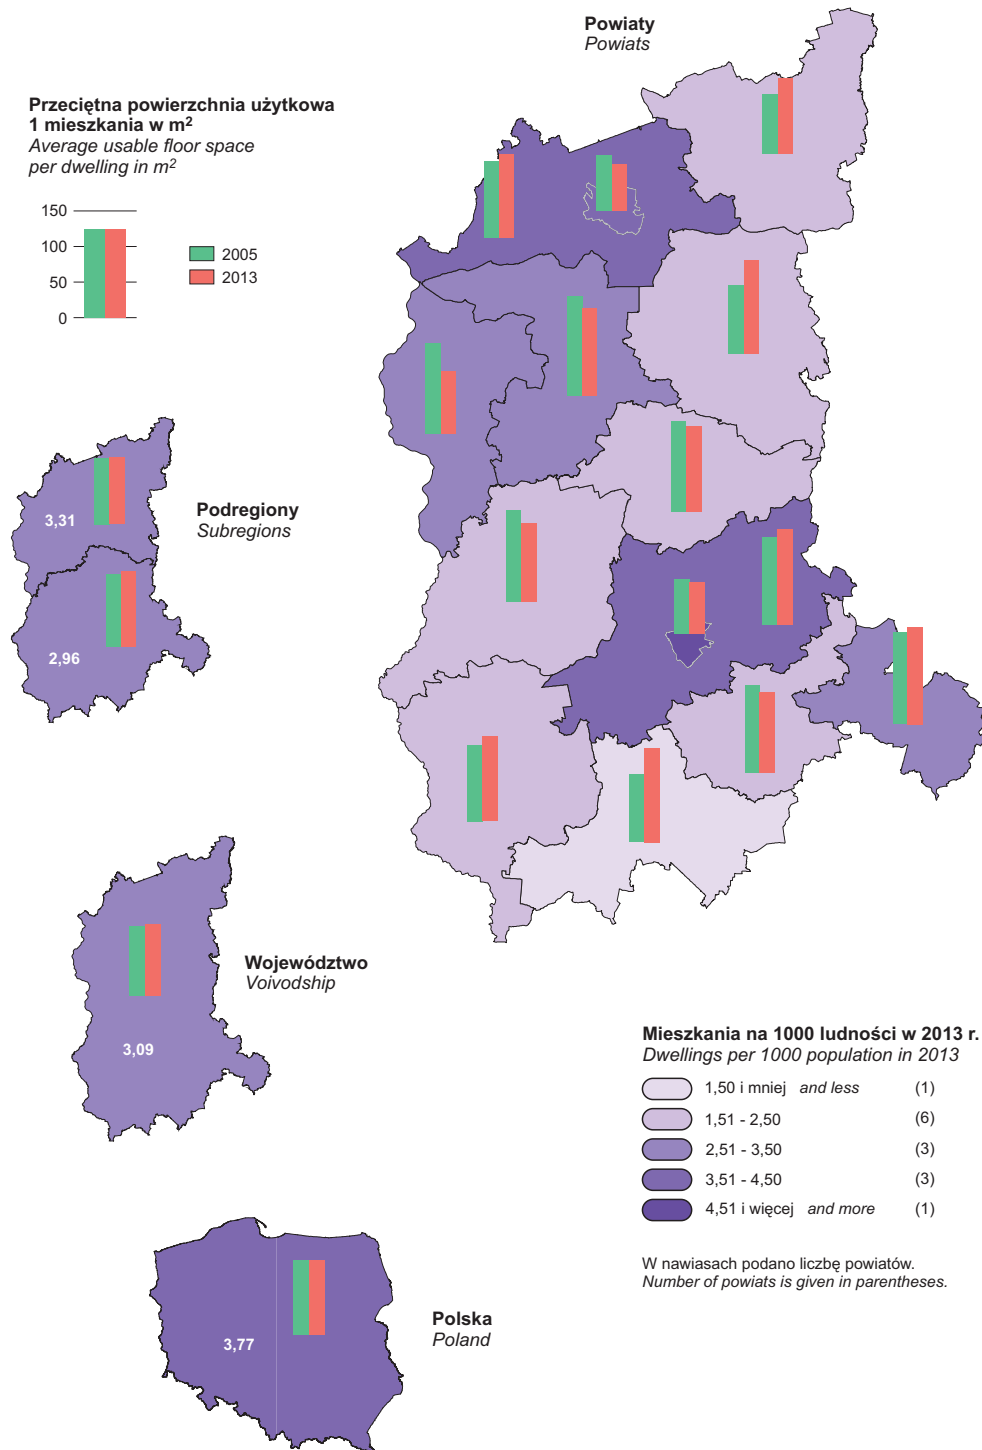 Powiaty
Powiats
Przeciętna powierzchnia użytkowa
1 mieszkania w m²
Average usable floor space
per dwelling in m²
150
100
50
0
2005
2013
3,31
Podregiony
Subregions
2,96
Województwo
Voivodship
3,09
Mieszkania na 1000 ludności w 2013 r.
Dwellings per 1000 population in 2013
1,50 i mniej and less (1)
1,51 - 2,50 (6)
2,51 - 3,50 (3)
3,51 - 4,50 (3)
4,51 i więcej and more (1)
W nawiasach podano liczbę powiatów.
Number of powiats is given in parentheses.
Polska
Poland
3,77